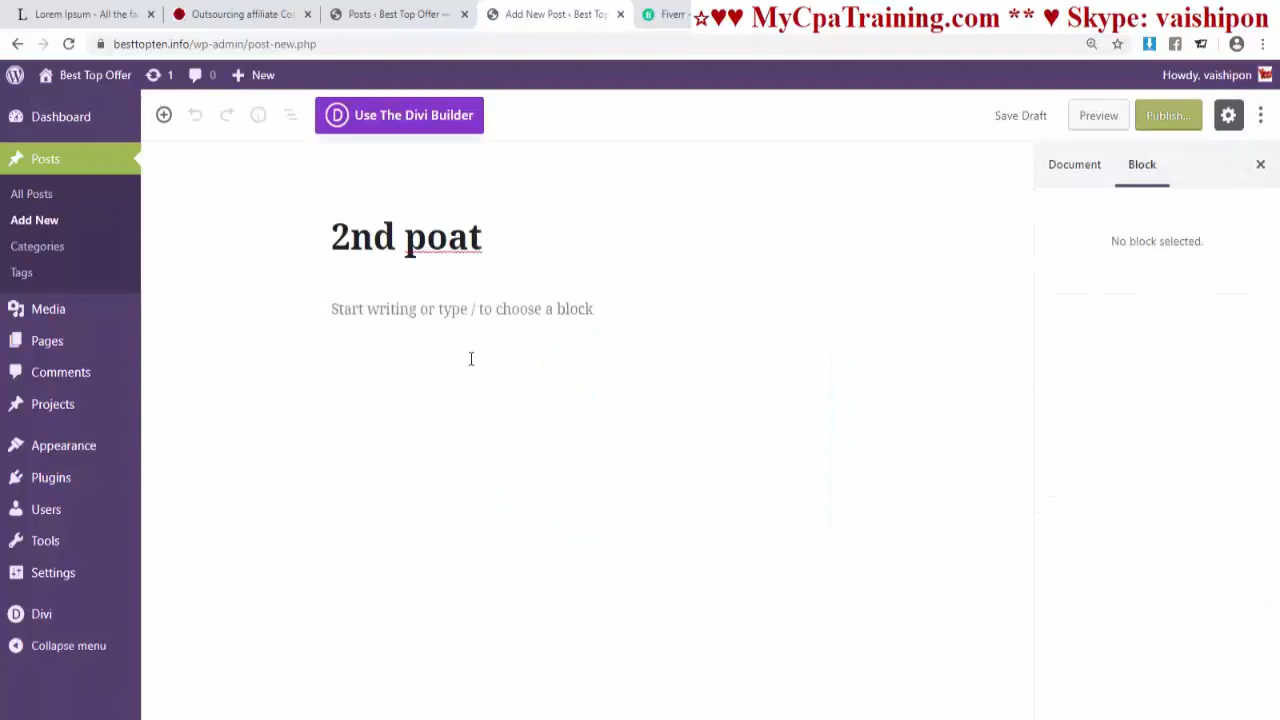 Lorem Ipsum - All the fa
Outsourcing affiliate Co
Posts ‹ Best Top Offer —
Add New Post ‹ Best Top
Fiverr
☆♥♥ MyCpaTraining.com ** ♥ Skype: vaishipon
besttopten.info/wp-admin/post-new.php
Best Top Offer
1
0
New
Howdy, vaishipon
Dashboard
Use The Divi Builder
Save Draft
Preview
Publish...
Posts
Document
Block
All Posts
Add New
Categories
Tags
2nd poat
No block selected.
Media
Start writing or type / to choose a block
Pages
Comments
Projects
Appearance
Plugins
Users
Tools
Settings
Divi
Collapse menu